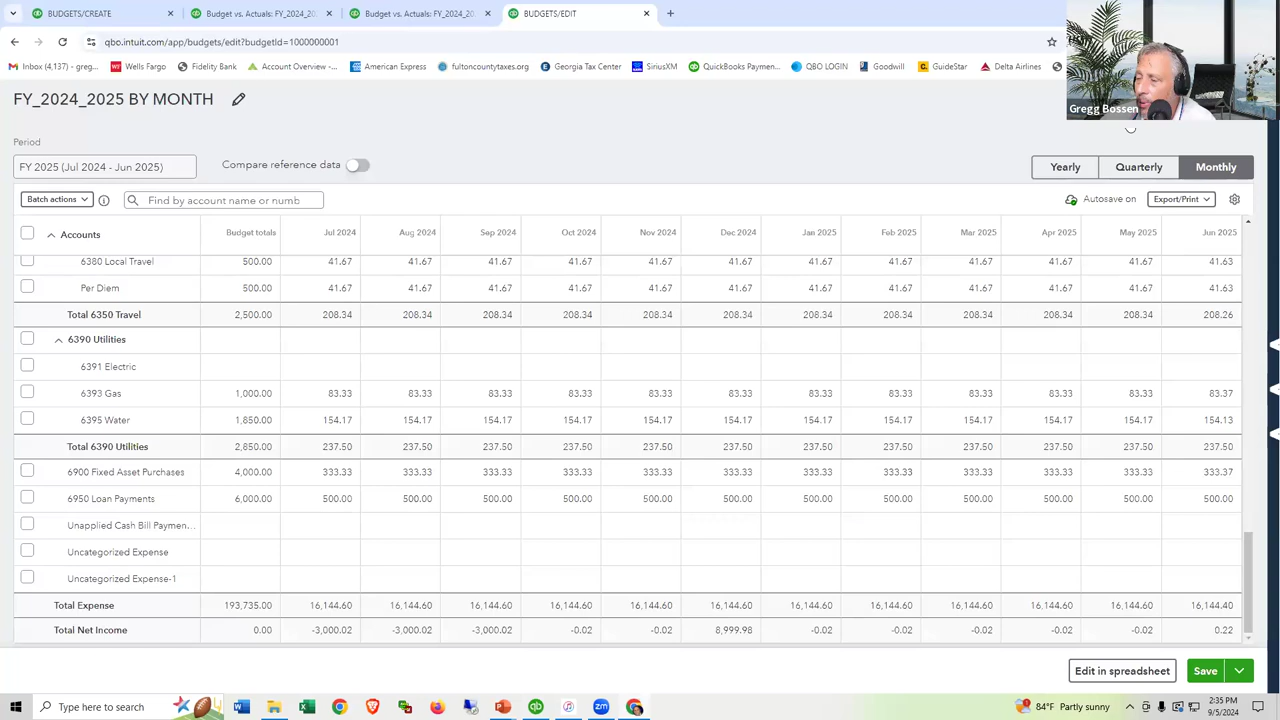 BUDGETS/CREATE
Budget vs. Actuals: FY_2024_20...
Budget vs. Actuals: FY_2024_20...
BUDGETS/EDIT
qbo.intuit.com/app/budgets/edit?budgetId=1000000001
Inbox (4,137) - greg... Wells Fargo Fidelity Bank Account Overview -... American Express fultoncountytaxes.org Georgia Tax Center SiriusXM QuickBooks Paymen... QBO LOGIN Goodwill GuideStar Delta Airlines
Gregg Bossen
FY_2024_2025 BY MONTH
Period
FY 2025 (Jul 2024 - Jun 2025) Compare reference data Yearly Quarterly Monthly
Batch actions Find by account name or numb Autosave on Export/Print
Accounts Budget totals Jul 2024 Aug 2024 Sep 2024 Oct 2024 Nov 2024 Dec 2024 Jan 2025 Feb 2025 Mar 2025 Apr 2025 May 2025 Jun 2025
6380 Local Travel 500.00 41.67 41.67 41.67 41.67 41.67 41.67 41.67 41.67 41.67 41.67 41.67 41.63
Per Diem 500.00 41.67 41.67 41.67 41.67 41.67 41.67 41.67 41.67 41.67 41.67 41.67 41.63
Total 6350 Travel 2,500.00 208.34 208.34 208.34 208.34 208.34 208.34 208.34 208.34 208.34 208.34 208.34 208.26
6390 Utilities
6391 Electric
6393 Gas 1,000.00 83.33 83.33 83.33 83.33 83.33 83.33 83.33 83.33 83.33 83.33 83.33 83.37
6395 Water 1,850.00 154.17 154.17 154.17 154.17 154.17 154.17 154.17 154.17 154.17 154.17 154.17 154.13
Total 6390 Utilities 2,850.00 237.50 237.50 237.50 237.50 237.50 237.50 237.50 237.50 237.50 237.50 237.50 237.50
6900 Fixed Asset Purchases 4,000.00 333.33 333.33 333.33 333.33 333.33 333.33 333.33 333.33 333.33 333.33 333.33 333.37
6950 Loan Payments 6,000.00 500.00 500.00 500.00 500.00 500.00 500.00 500.00 500.00 500.00 500.00 500.00 500.00
Unapplied Cash Bill Paymen...
Uncategorized Expense
Uncategorized Expense-1
Total Expense 193,735.00 16,144.60 16,144.60 16,144.60 16,144.60 16,144.60 16,144.60 16,144.60 16,144.60 16,144.60 16,144.60 16,144.60 16,144.40
Total Net Income 0.00 -3,000.02 -3,000.02 -3,000.02 -0.02 -0.02 8,999.98 -0.02 -0.02 -0.02 -0.02 -0.02 0.22
Edit in spreadsheet Save
Type here to search 84°F Partly sunny 2:35 PM
9/5/2024